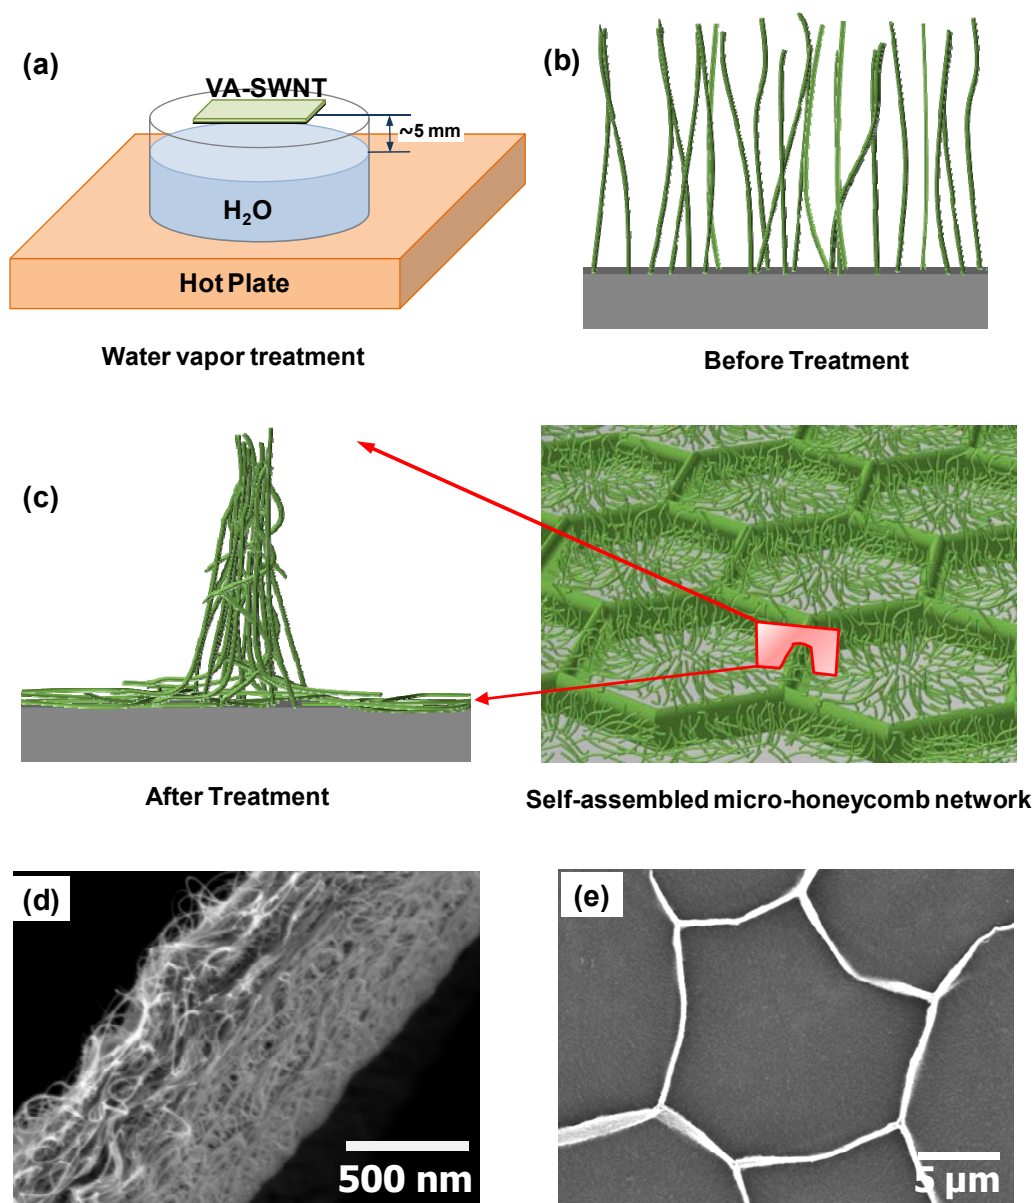 (a)
VA-SWNT
~5 mm
H₂O
Hot Plate
Water vapor treatment
(b)
Before Treatment
(c)
After Treatment
Self-assembled micro-honeycomb network
(d)
500 nm
(e)
5 μm